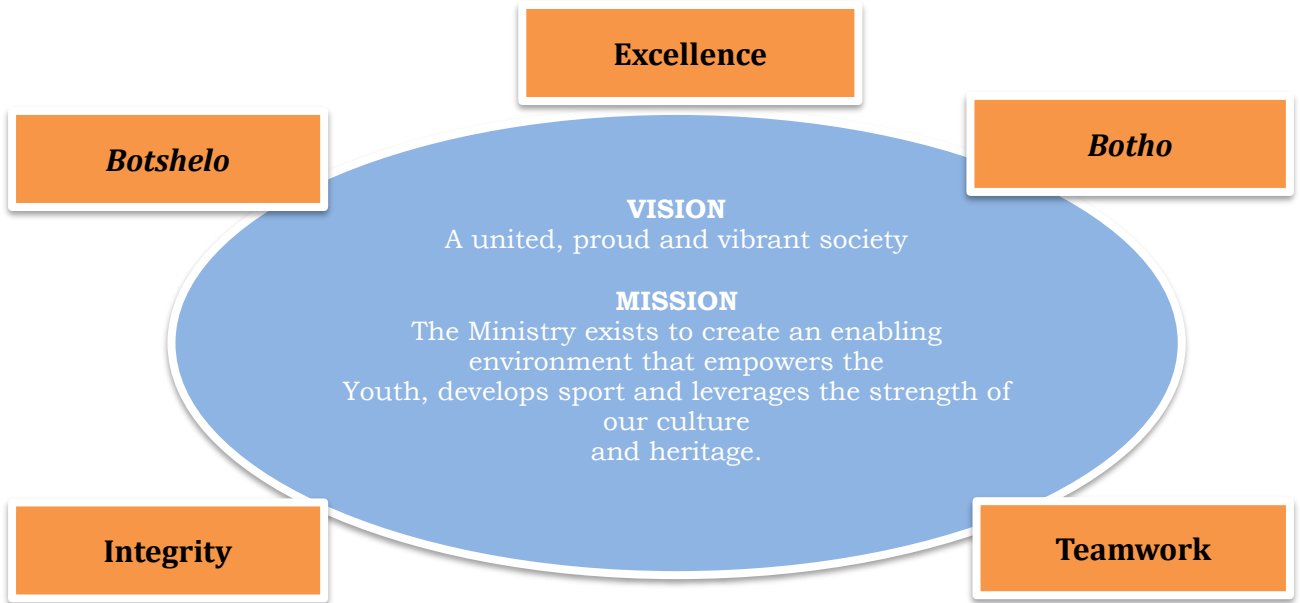 Excellence
Botshelo
Botho
VISION
A united, proud and vibrant society
MISSION
The Ministry exists to create an enabling
environment that empowers the
Youth, develops sport and leverages the strength of
our culture
and heritage.
Integrity
Teamwork